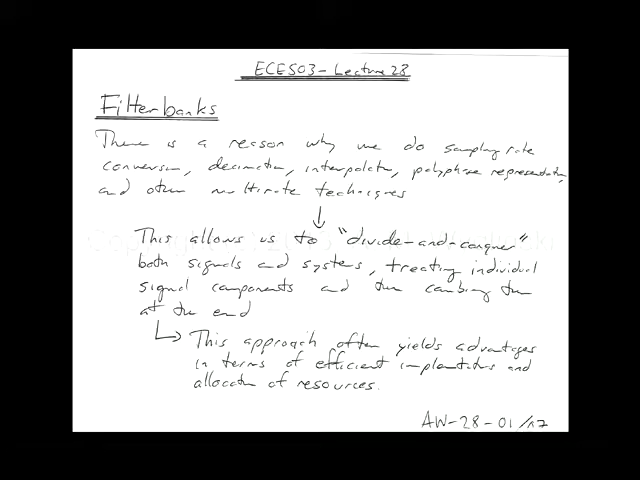 ECE503-Lecture 28
Filterbanks
There is a reason why we do sampling rate
conversion, decimation, interpolation, polyphase representation,
and other multirate techniques
↓
This allows us to "divide-and-conquer"
both signals and systems, treating individual
signal components and then combing them
at the end
↳ This approach often yields advantages
in terms of efficient implantations and
allocation of resources.
AW-28-01/17